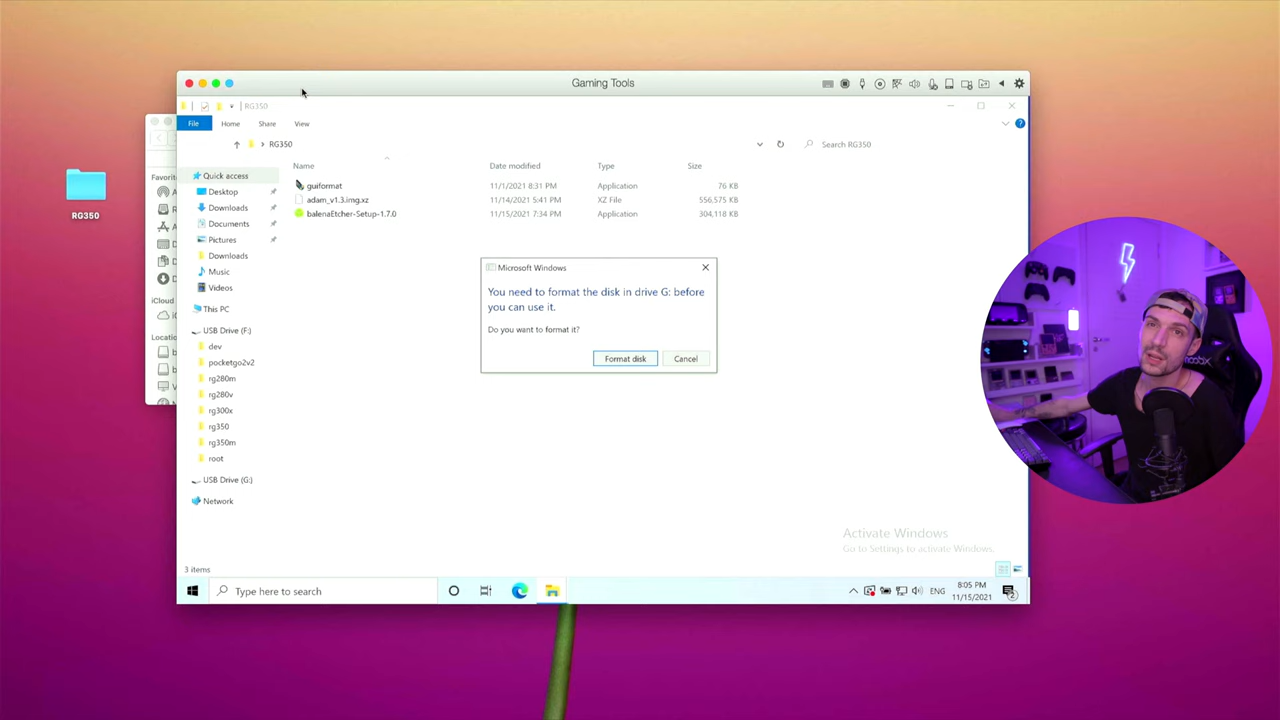 Gaming Tools
RG350
File
Home
Share
View
RG350
Search RG350
Name
Date modified
Type
Size
guiformat
11/1/2021 8:31 PM
Application
76 KB
adam_v1.3.img.xz
11/14/2021 5:41 PM
XZ File
556,575 KB
balenaEtcher-Setup-1.7.0
11/15/2021 7:34 PM
Application
304,118 KB
Quick access
Desktop
Downloads
Documents
Pictures
Downloads
Music
Videos
This PC
USB Drive (F:)
dev
pocketgo2v2
rg280m
rg280v
rg300x
rg350
rg350m
root
USB Drive (G:)
Network
Microsoft Windows
You need to format the disk in drive G: before
you can use it.
Do you want to format it?
Format disk
Cancel
Activate Windows
Go to Settings to activate Windows.
3 items
Type here to search
ENG
8:05 PM
11/15/2021
2
RG350
Favorit
iCloud
Locatio